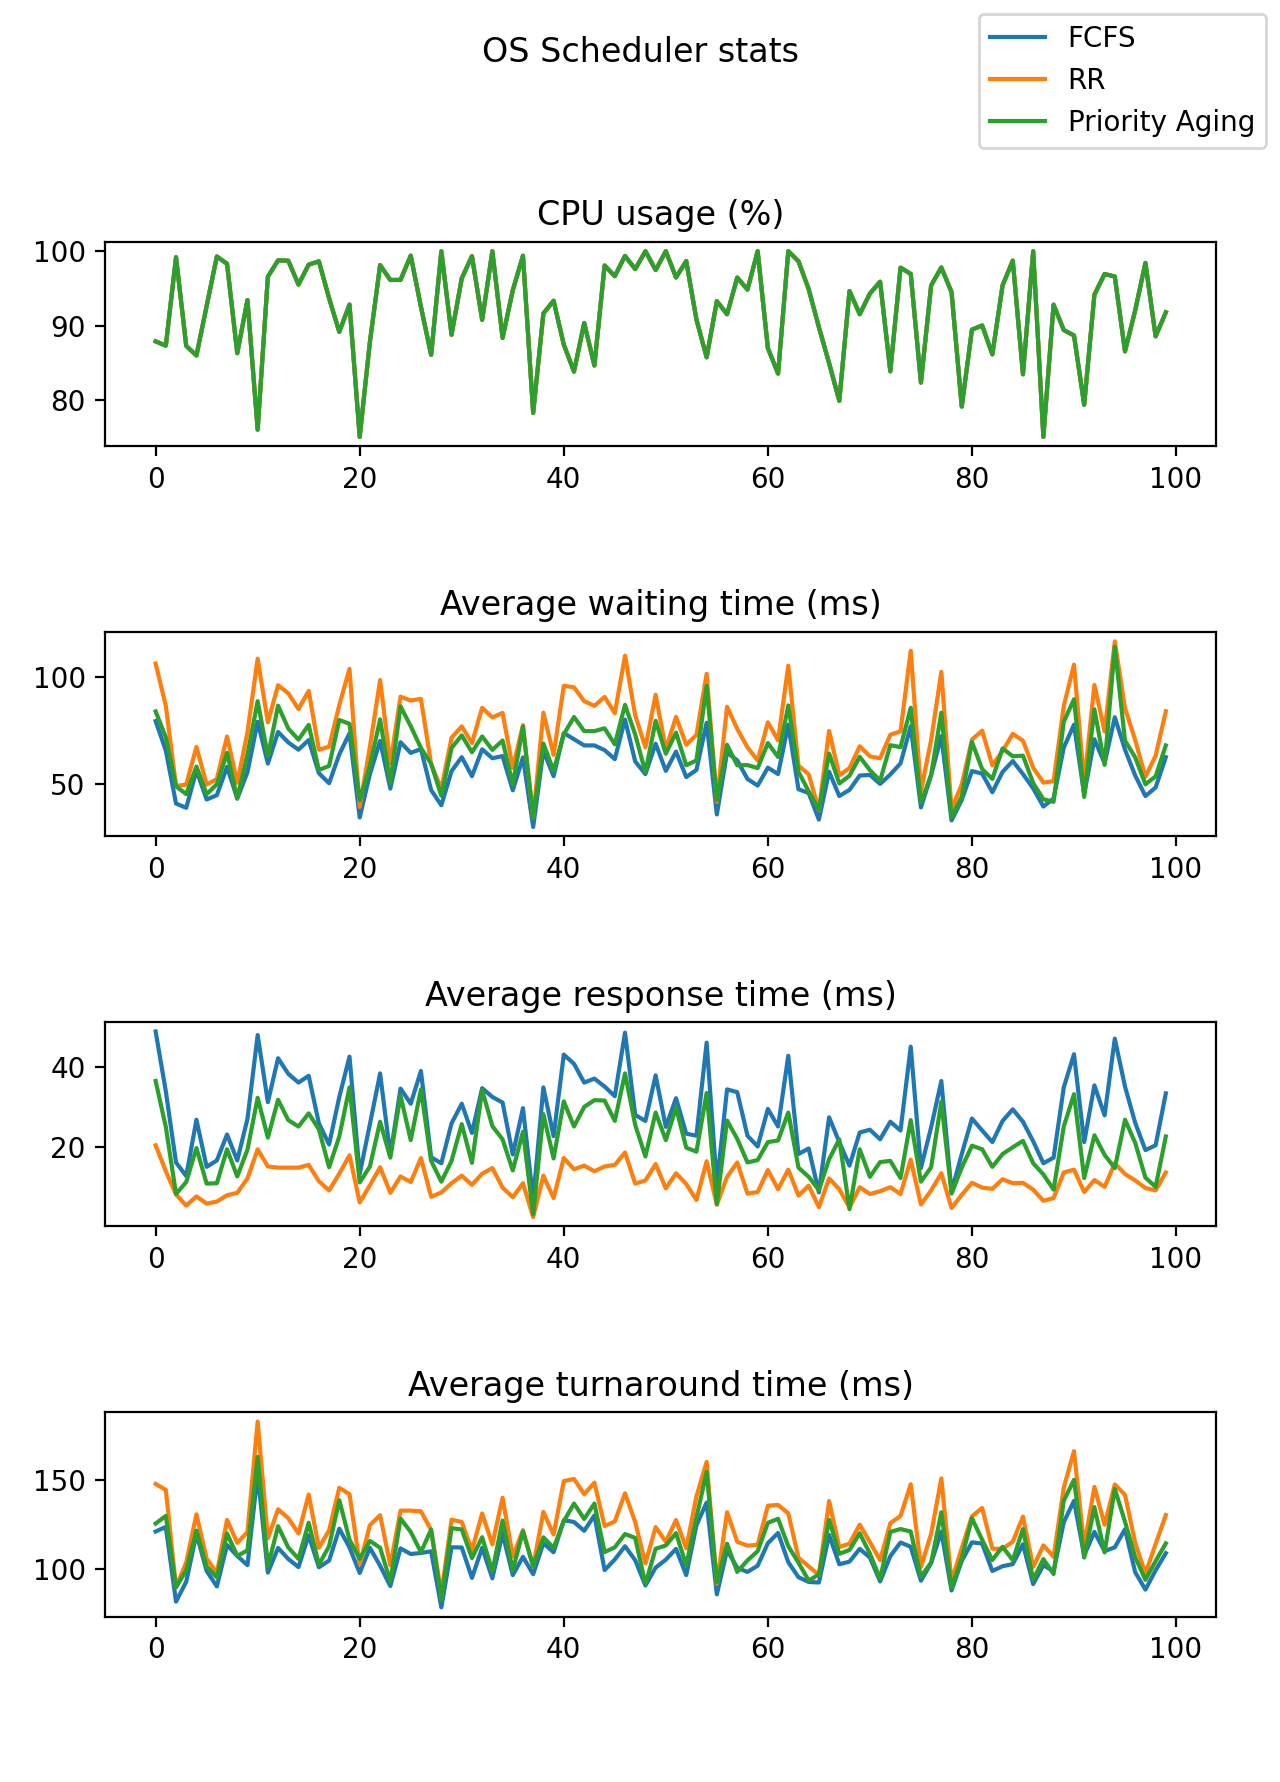 OS Scheduler stats
FCFS
RR
Priority Aging
CPU usage (%)
100
90
80
0 20 40 60 80 100
Average waiting time (ms)
100
50
0 20 40 60 80 100
Average response time (ms)
40
20
0 20 40 60 80 100
Average turnaround time (ms)
150
100
0 20 40 60 80 100